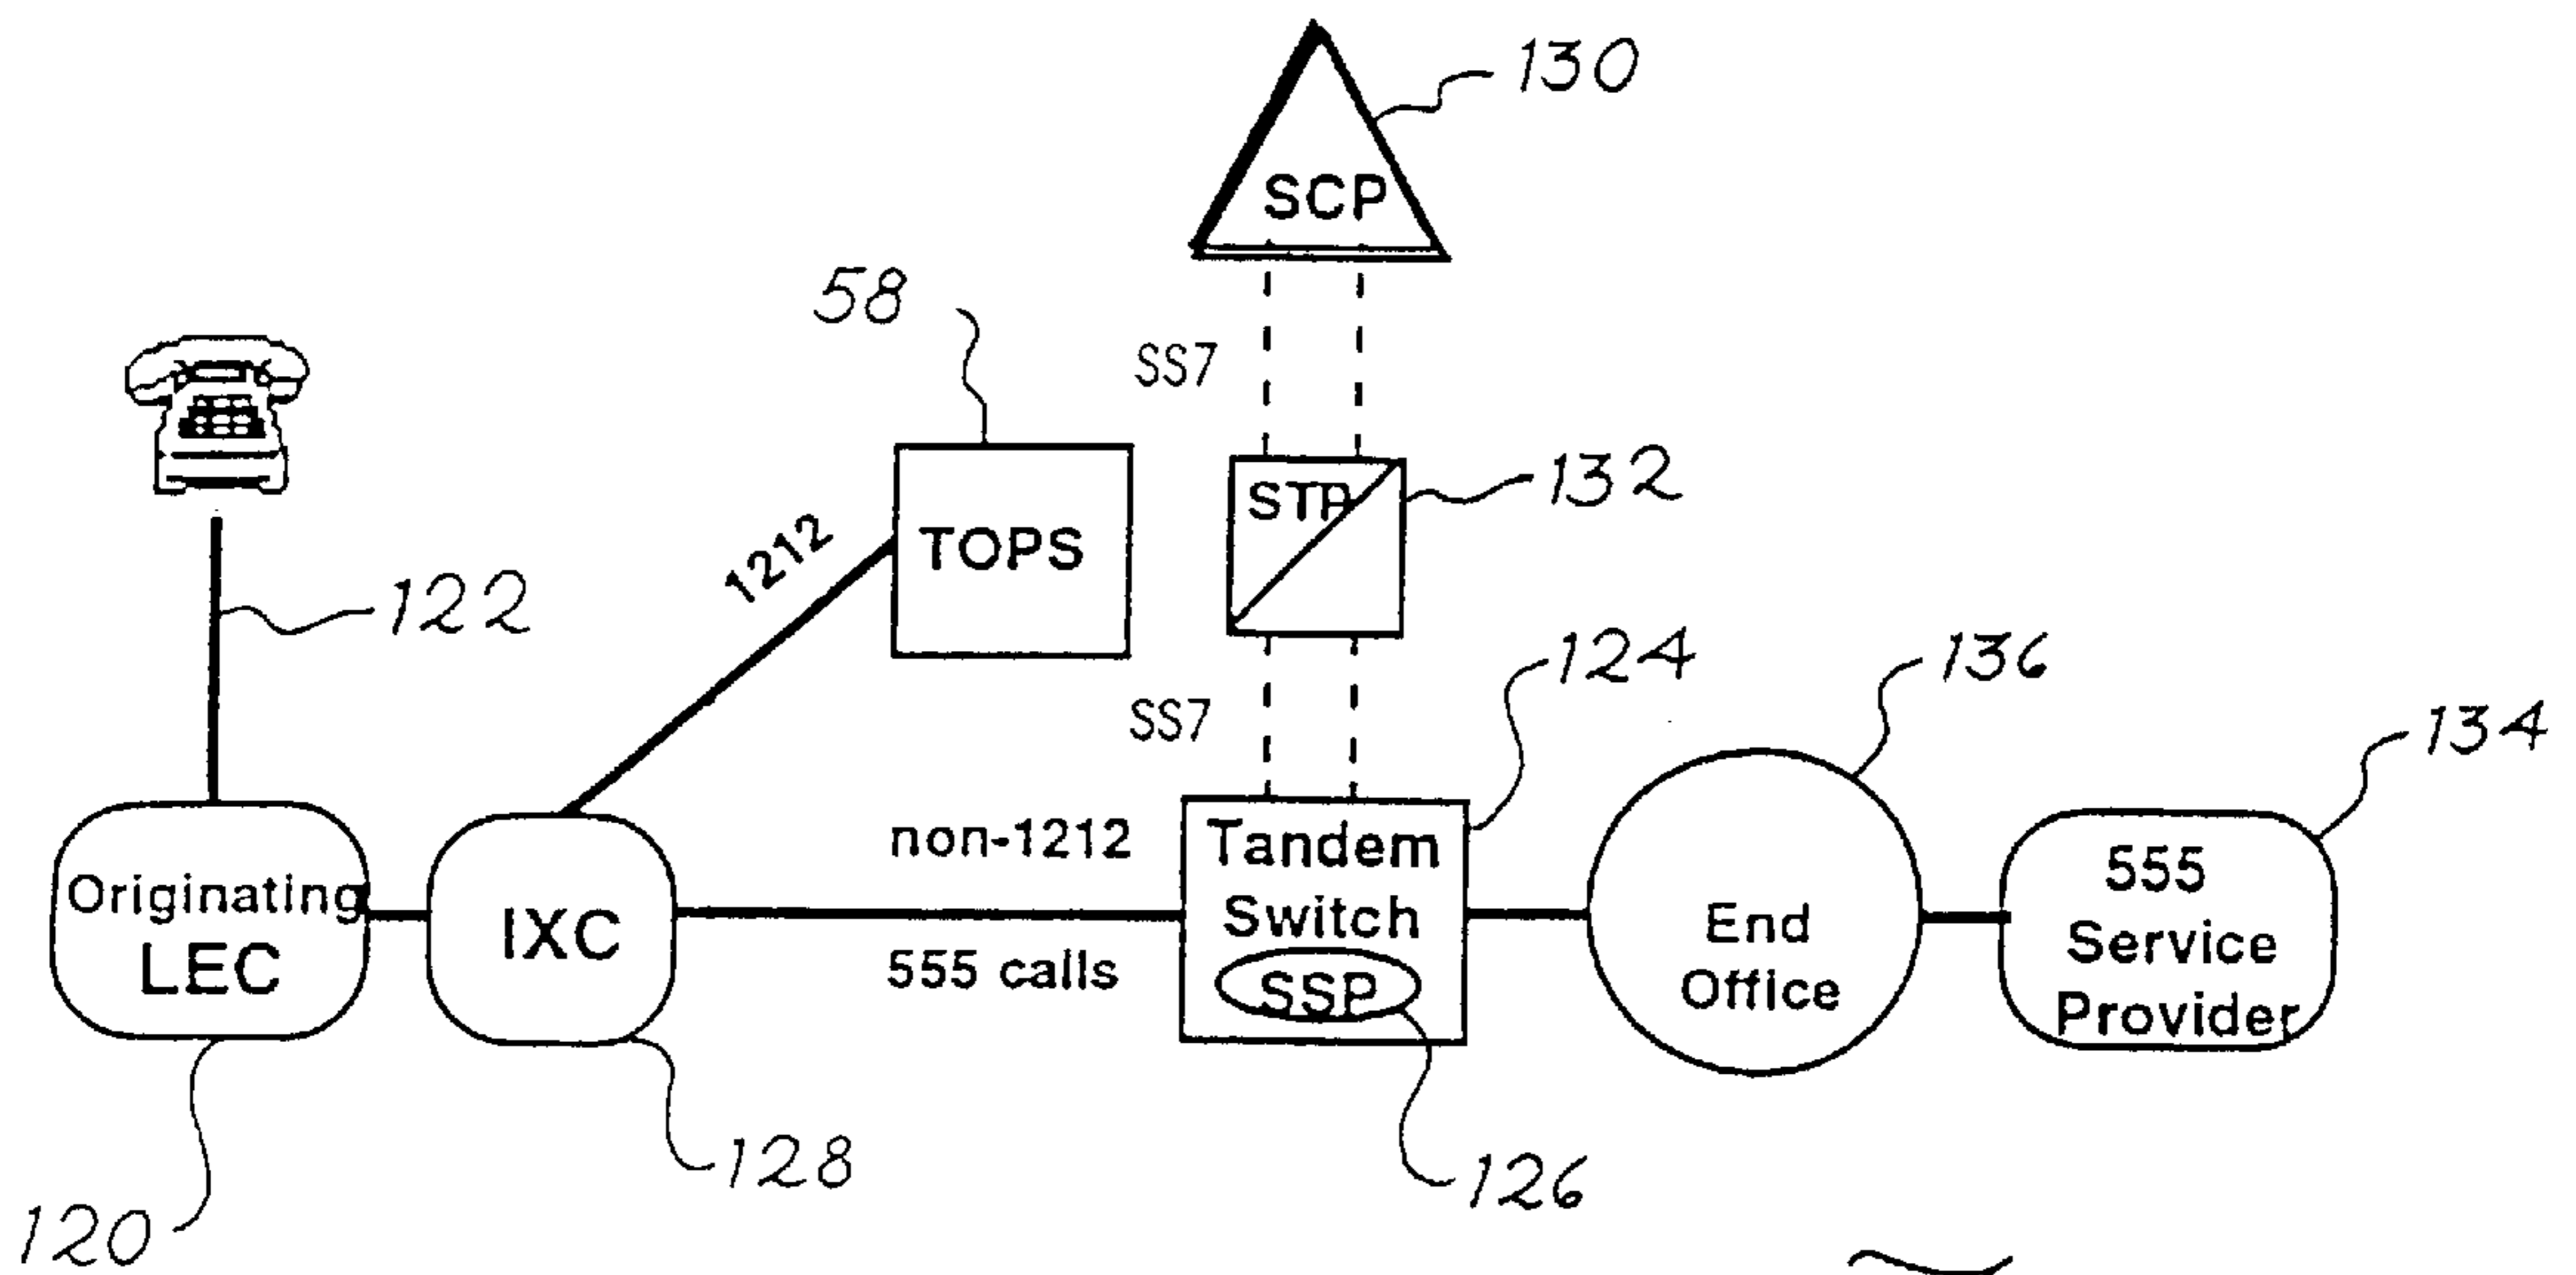 130
SCP
58
SS7
STP
132
1212
TOPS
122
124
136
SS7
134
non-1212
Tandem
Switch
SSP
555
Service
Provider
Originating
LEC
IXC
End
Office
555 calls
128
126
120